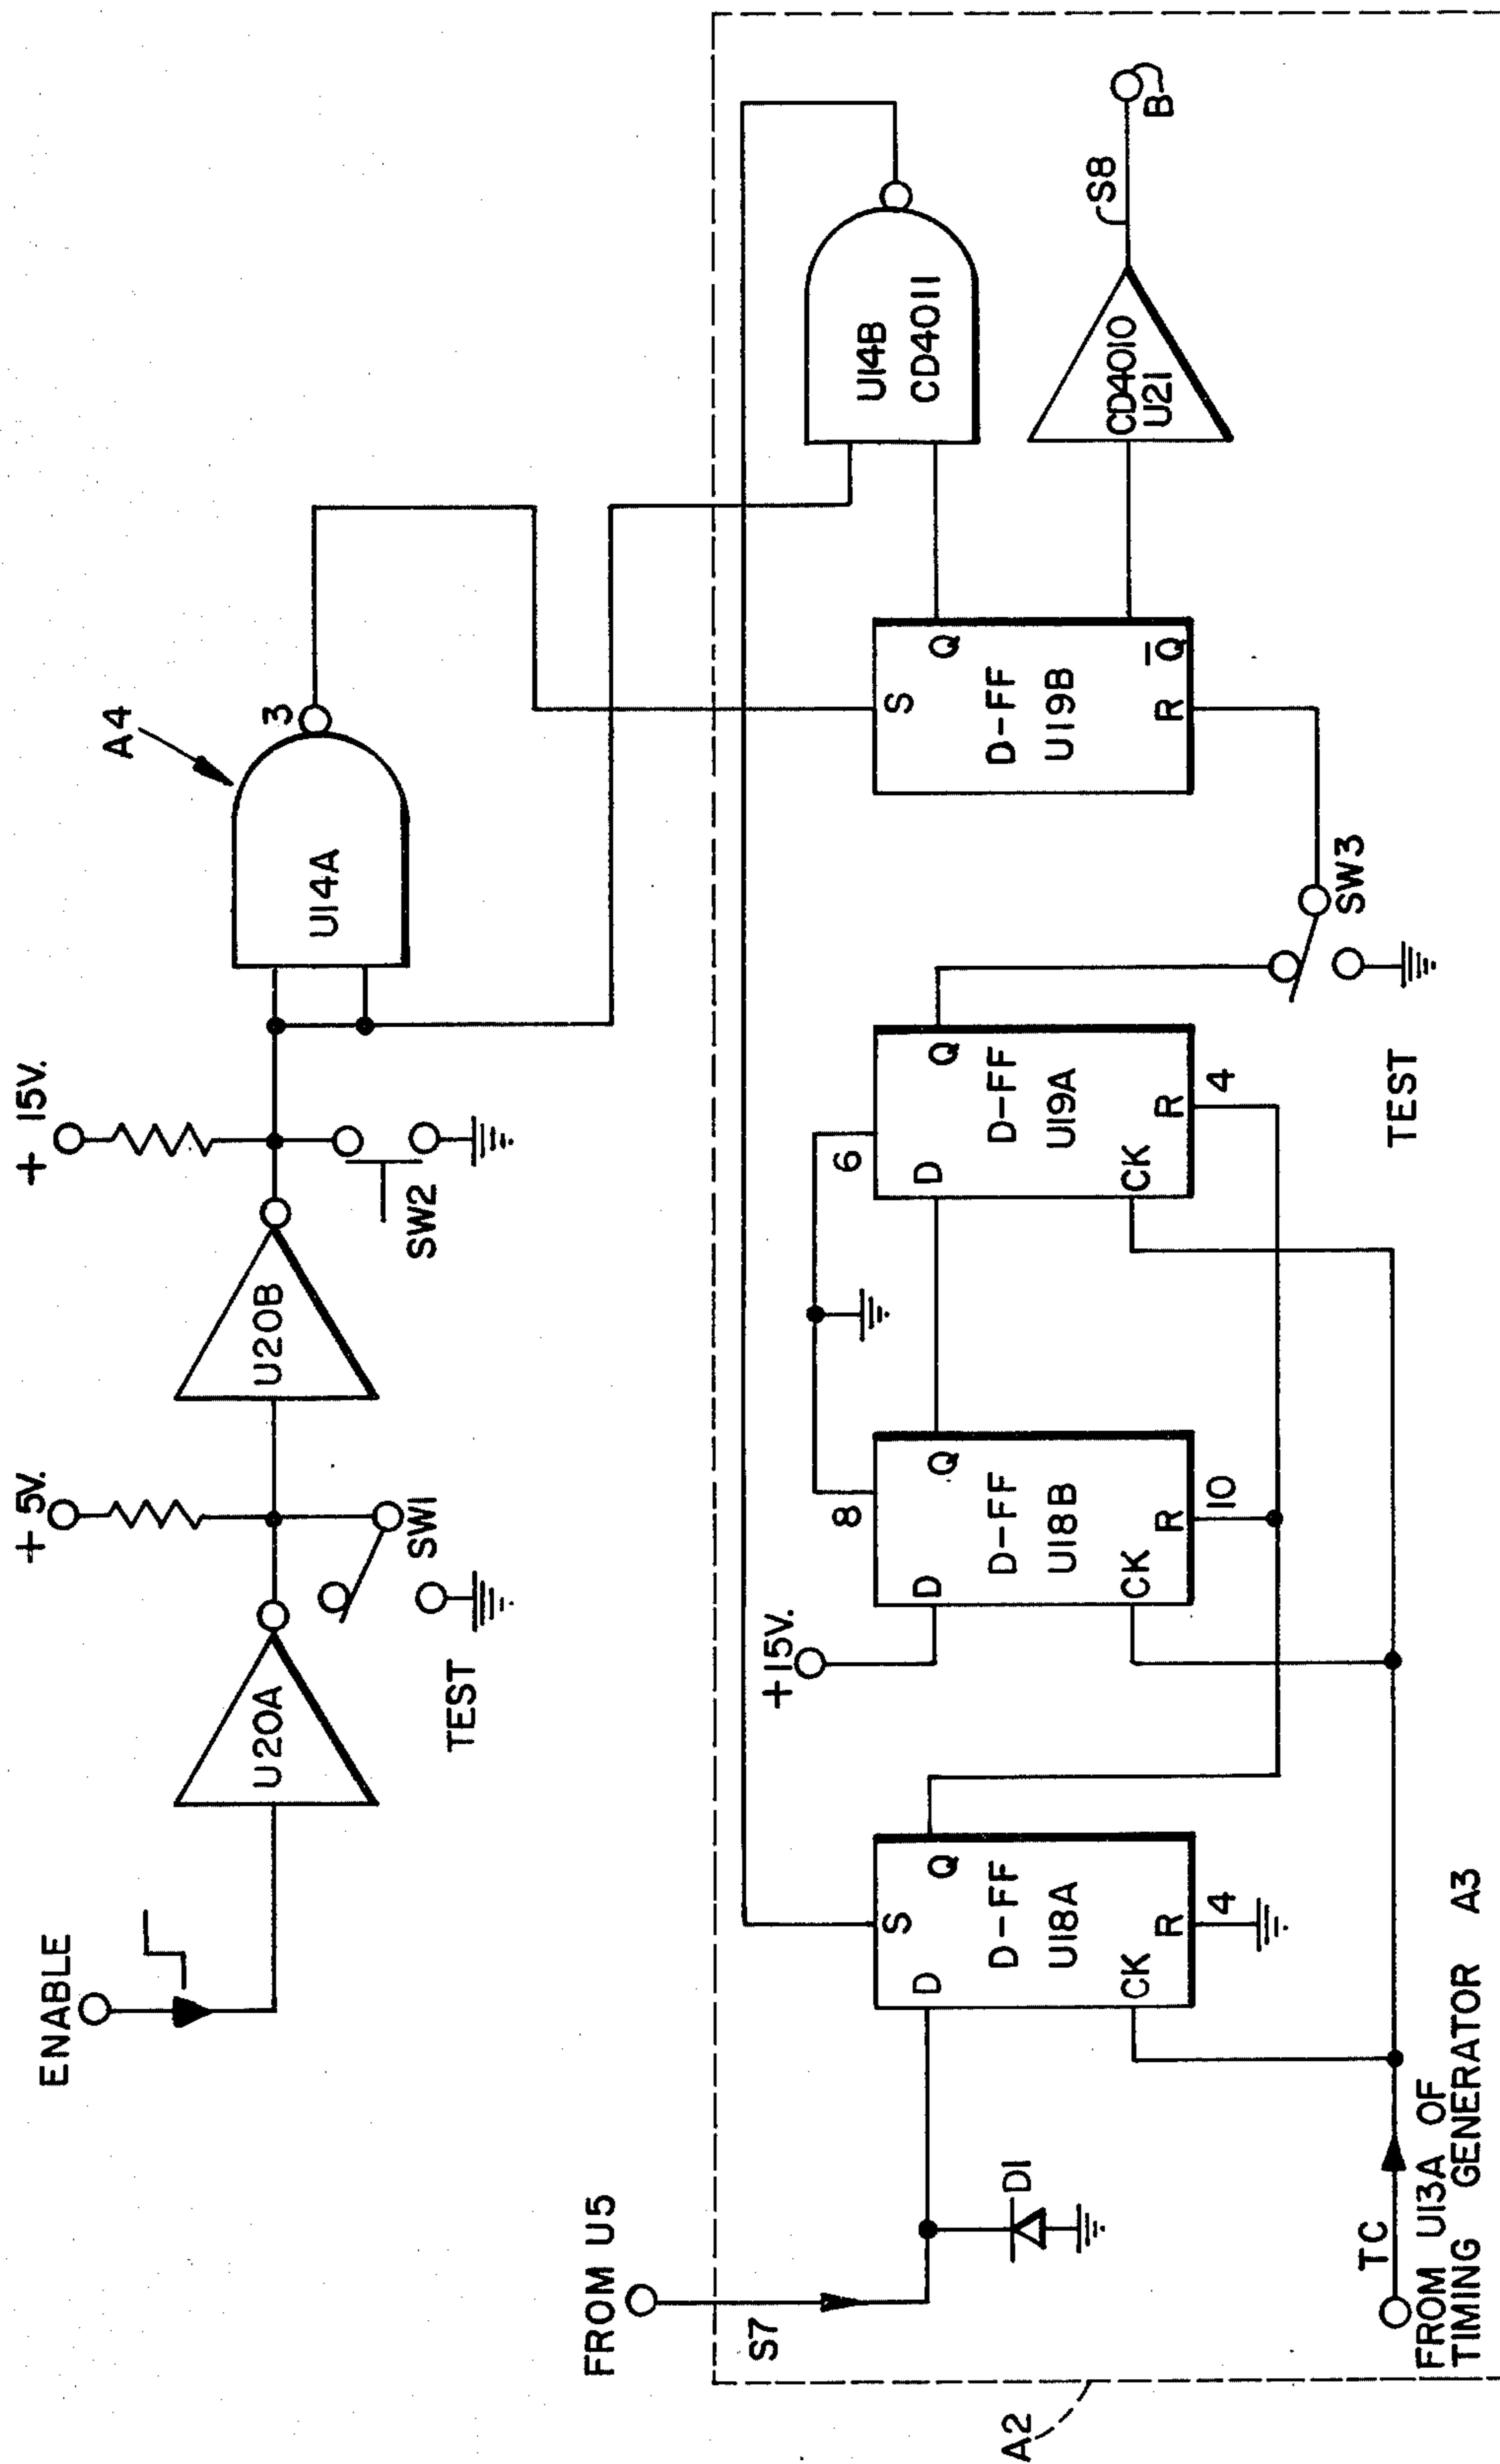 ENABLE
U20A
+ 5V.
SW1
TEST
U20B
+ 15V.
SW2
U14A
3
A4
FROM U5
S7
D1
D
S
Q
D-FF
U18A
CK
R
4
+15V.
D
8
Q
D-FF
U18B
CK
R
10
D
6
Q
D-FF
U19A
CK
R
4
TEST
SW3
S
Q
D-FF
U19B
R
Q̅
U14B
CD4011
CD4010
U21
S8
B
TC
FROM U13A OF
TIMING GENERATOR A3
A2